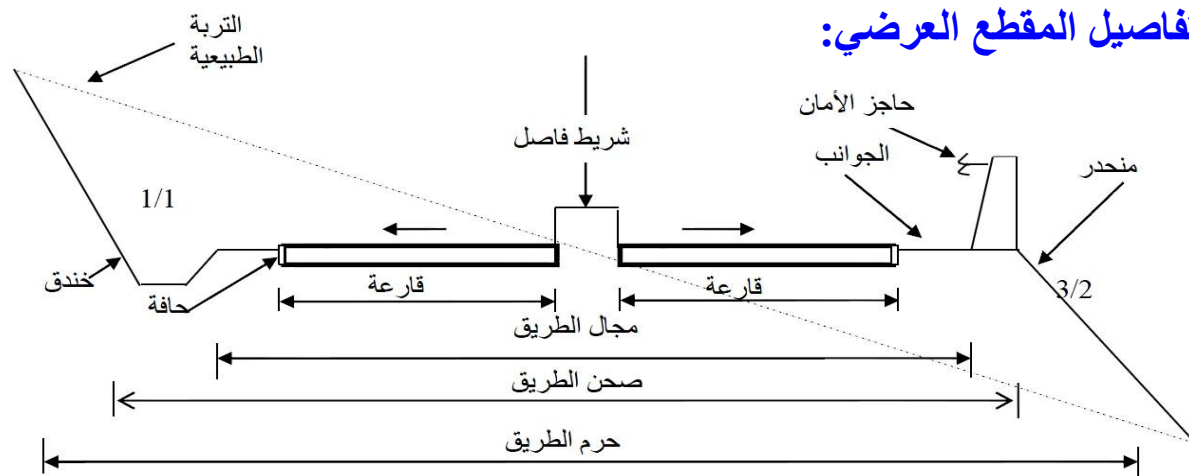 تفاصيل المقطع العرضي:
التربة
الطبيعية
حاجز الأمان
شريط فاصل
الجوانب
منحدر
1/1
خندق
حافة
قارعة
قارعة
3/2
مجال الطريق
صحن الطريق
حرم الطريق